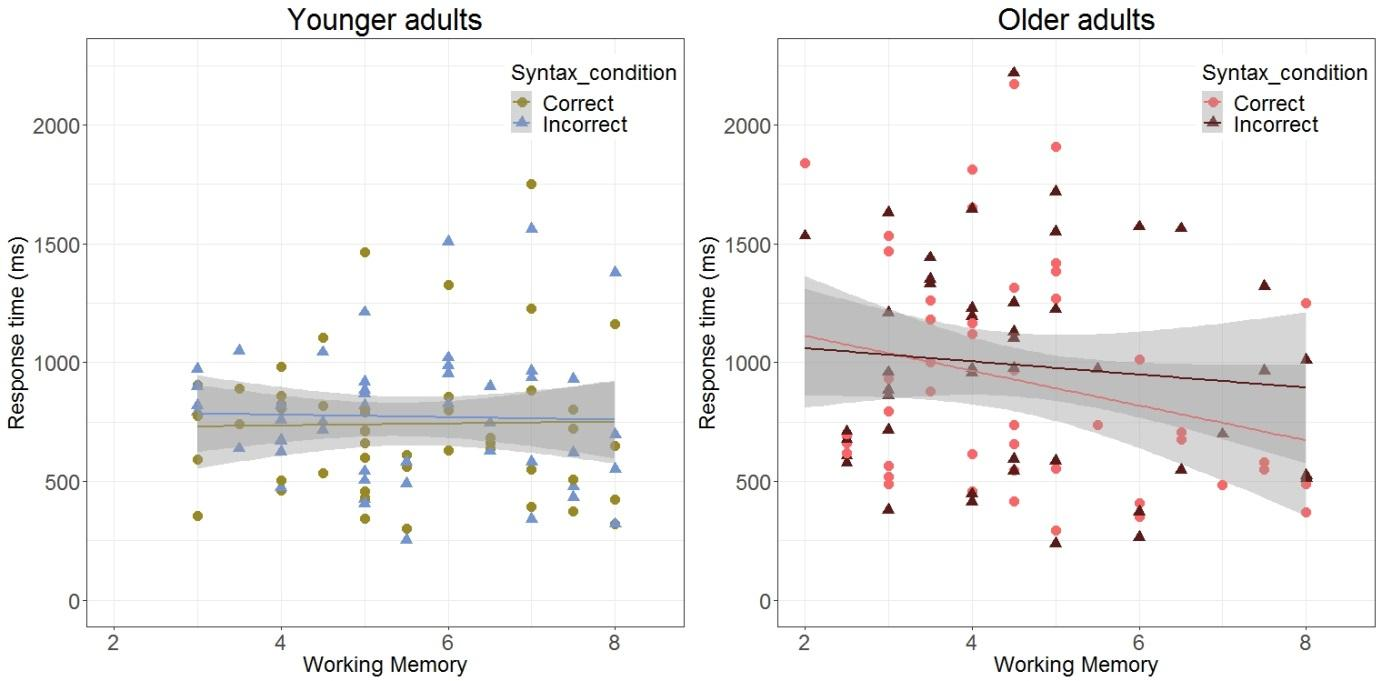 Younger adults
Response time (ms)
2000
1500
1000
500
0
Syntax_condition
Correct
Incorrect
2 4 6 8
Working Memory
Older adults
Response time (ms)
2000
1500
1000
500
0
Syntax_condition
Correct
Incorrect
2 4 6 8
Working Memory